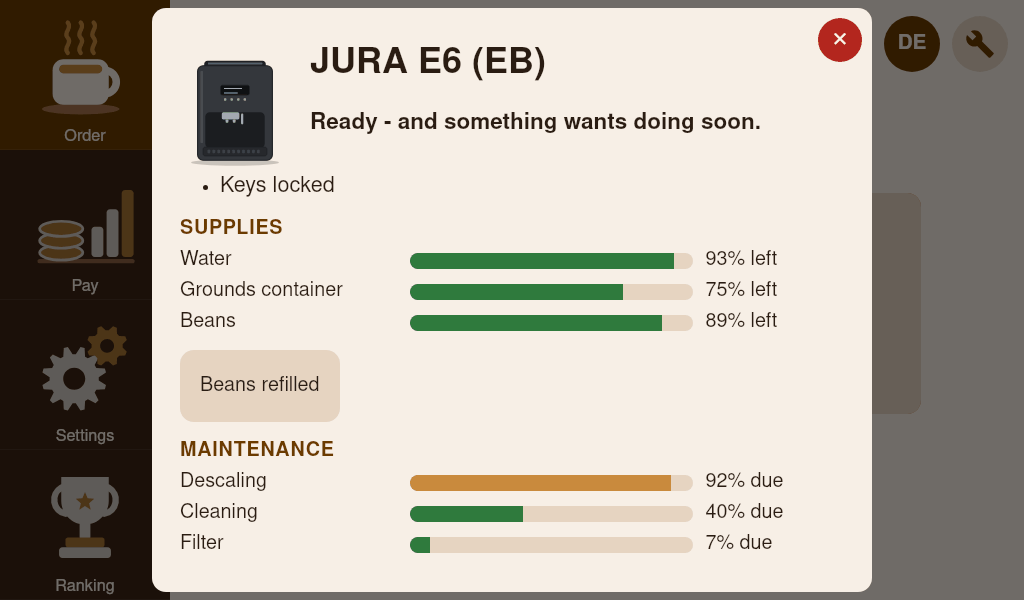 JURA E6 (EB)
Ready - and something wants doing soon.
• Keys locked
SUPPLIES
Water 93% left
Grounds container 75% left
Beans 89% left
Beans refilled
MAINTENANCE
Descaling 92% due
Cleaning 40% due
Filter 7% due
Order
Pay
Settings
Ranking
DE